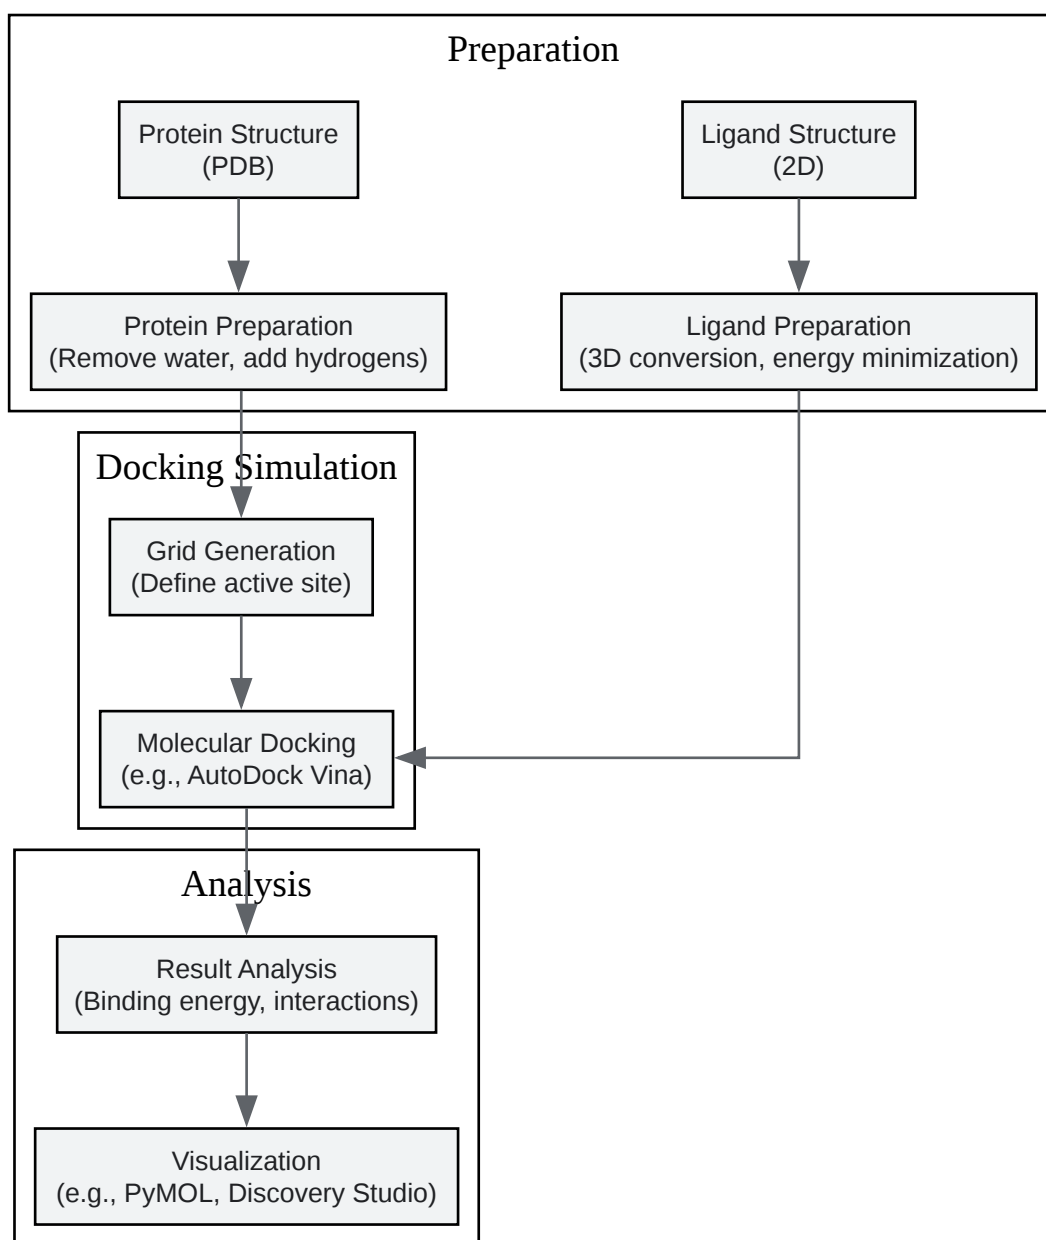 Preparation
Protein Structure
(PDB)
Ligand Structure
(2D)
Protein Preparation
(Remove water, add hydrogens)
Ligand Preparation
(3D conversion, energy minimization)
Docking Simulation
Grid Generation
(Define active site)
Molecular Docking
(e.g., AutoDock Vina)
Analysis
Result Analysis
(Binding energy, interactions)
Visualization
(e.g., PyMOL, Discovery Studio)